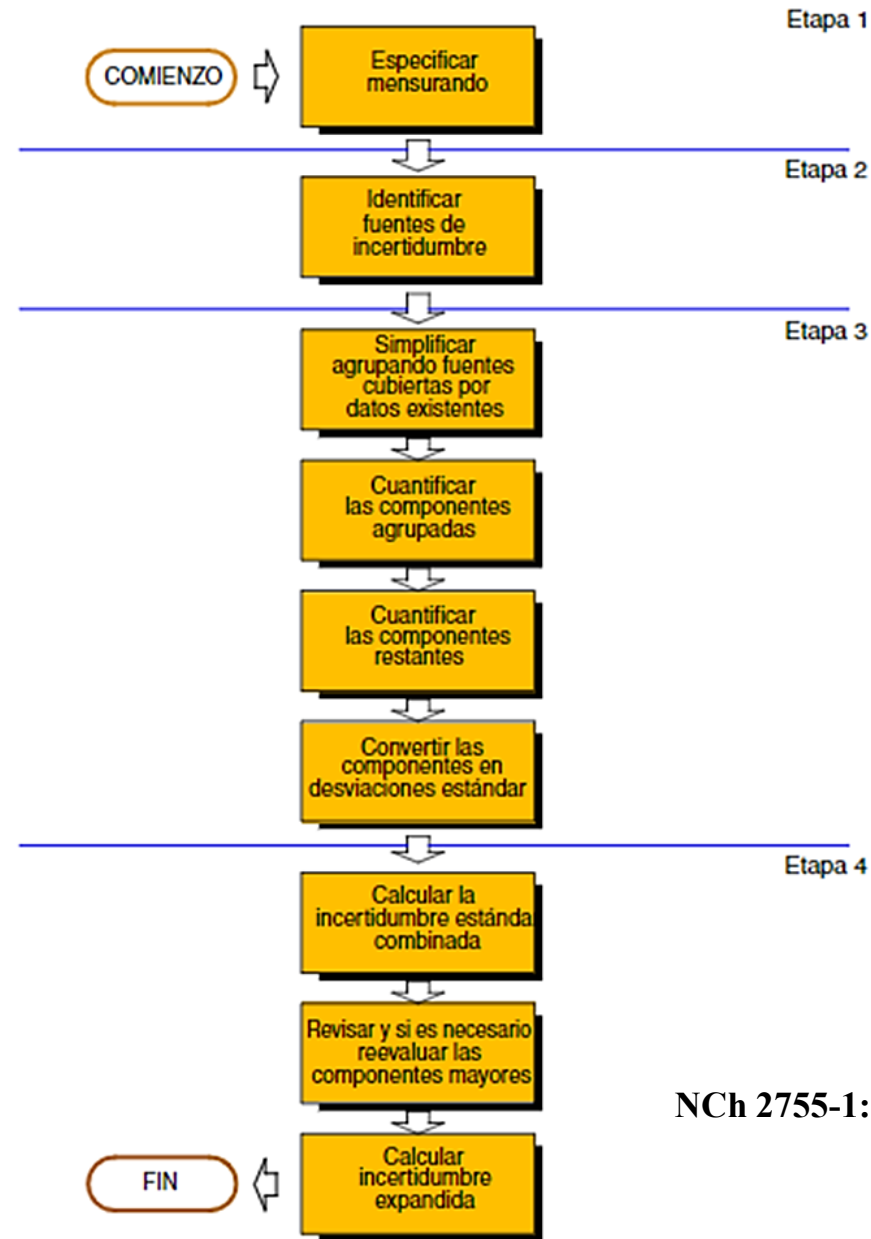 Etapa 1
COMIENZO
Especificar
mensurando
Etapa 2
Identificar
fuentes de
incertidumbre
Etapa 3
Simplificar
agrupando fuentes
cubiertas por
datos existentes
Cuantificar
las componentes
agrupadas
Cuantificar
las componentes
restantes
Convertir las
componentes en
desviaciones estándar
Etapa 4
Calcular la
incertidumbre estánda
combinada
Revisar y si es necesario
reevaluar las
componentes mayores
NCh 2755-1:
Calcular
incertidumbre
expandida
FIN